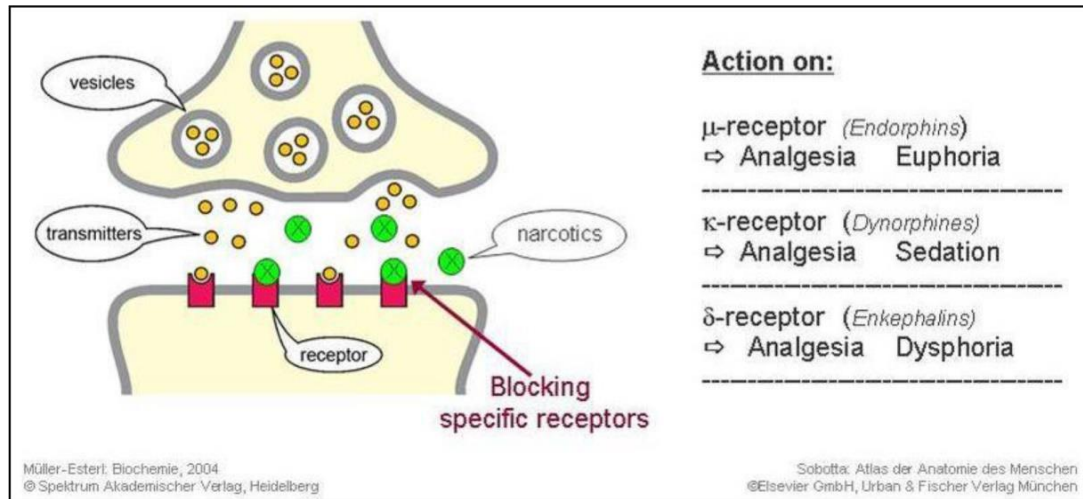 vesicles
transmitters
narcotics
receptor
Blocking
specific receptors
Action on:
μ-receptor (Endorphins)
⇨ Analgesia Euphoria
--------------------------------------
κ-receptor (Dynorphines)
⇨ Analgesia Sedation
--------------------------------------
δ-receptor (Enkephalins)
⇨ Analgesia Dysphoria
--------------------------------------
Müller-Esterl: Biochemie, 2004
© Spektrum Akademischer Verlag, Heidelberg
Sobotta: Atlas der Anatomie des Menschen
©Elsevier GmbH, Urban & Fischer Verlag München